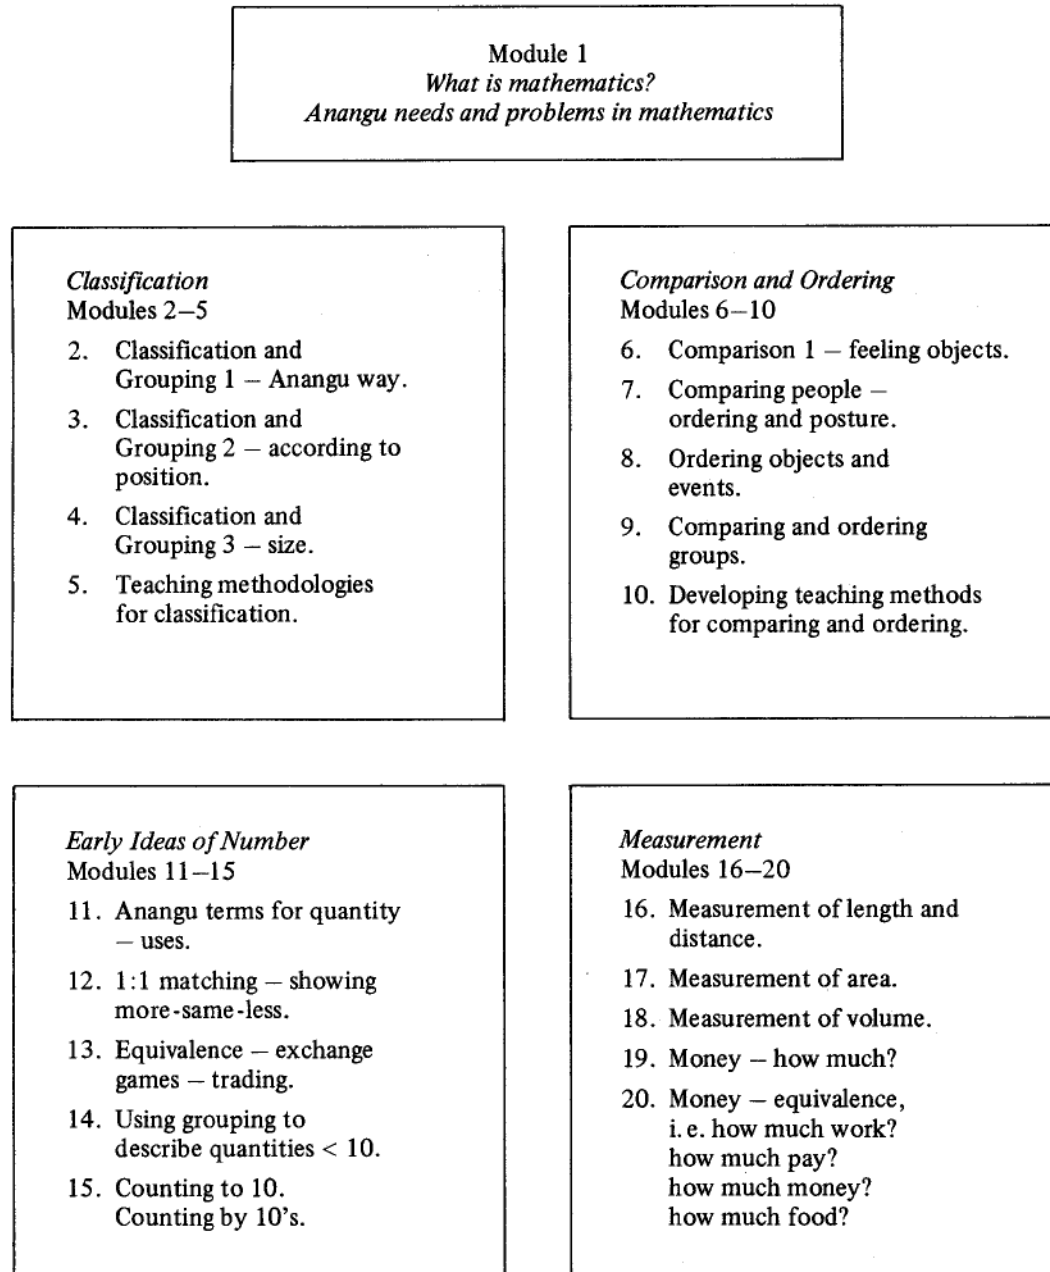 Module 1
What is mathematics?
Anangu needs and problems in mathematics
Classification
Modules 2–5
2. Classification and
Grouping 1 – Anangu way.
3. Classification and
Grouping 2 – according to
position.
4. Classification and
Grouping 3 – size.
5. Teaching methodologies
for classification.
Comparison and Ordering
Modules 6–10
6. Comparison 1 – feeling objects.
7. Comparing people –
ordering and posture.
8. Ordering objects and
events.
9. Comparing and ordering
groups.
10. Developing teaching methods
for comparing and ordering.
Early Ideas of Number
Modules 11–15
11. Anangu terms for quantity
– uses.
12. 1:1 matching – showing
more-same-less.
13. Equivalence – exchange
games – trading.
14. Using grouping to
describe quantities < 10.
15. Counting to 10.
Counting by 10's.
Measurement
Modules 16–20
16. Measurement of length and
distance.
17. Measurement of area.
18. Measurement of volume.
19. Money – how much?
20. Money – equivalence,
i.e. how much work?
how much pay?
how much money?
how much food?